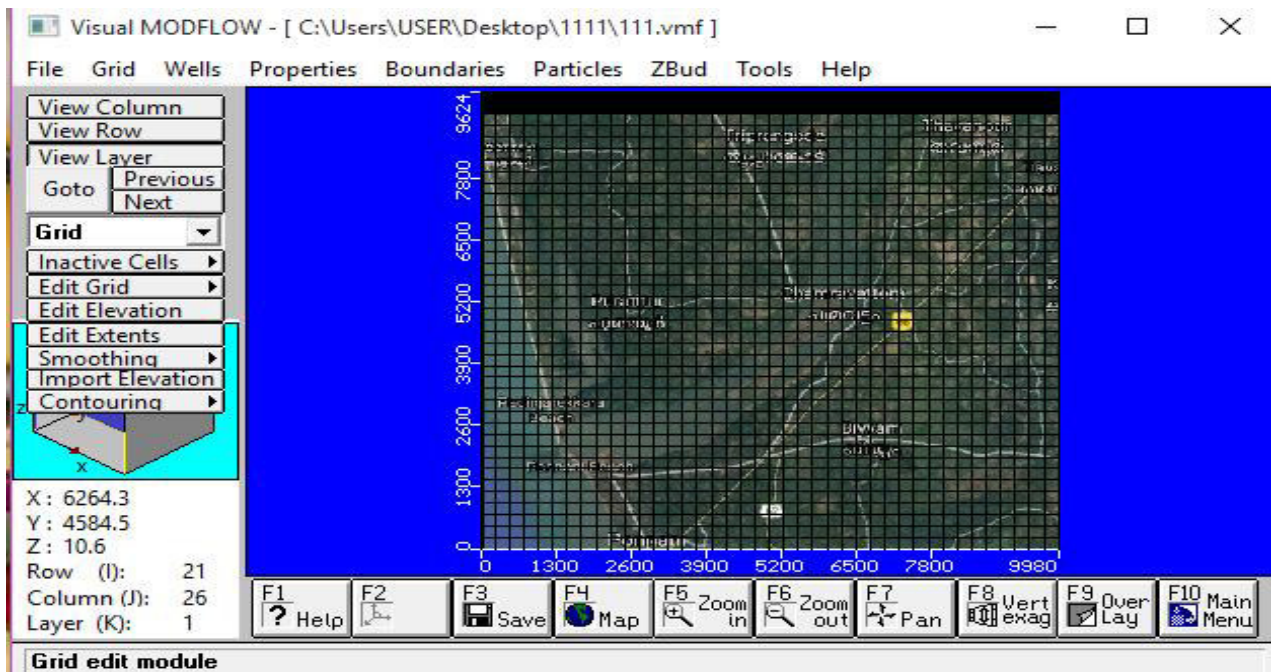 Visual MODFLOW - [ C:\Users\USER\Desktop\1111\111.vmf ]
File Grid Wells Properties Boundaries Particles ZBud Tools Help
View Column
View Row
View Layer
Goto Previous
Next
Grid
Inactive Cells
Edit Grid
Edit Elevation
Edit Extents
Smoothing
Import Elevation
Contouring
z
x
X : 6264.3
Y : 4584.5
Z : 10.6
Row (I): 21
Column (J): 26
Layer (K): 1
9624
7800
6500
5200
3900
2600
1300
0
0 1300 2600 3900 5200 6500 7800 9980
F1 ? Help
F2
F3 Save
F4 Map
F5 Zoom in
F6 Zoom out
F7 Pan
F8 Vert exag
F9 Over Lay
F10 Main Menu
Grid edit module